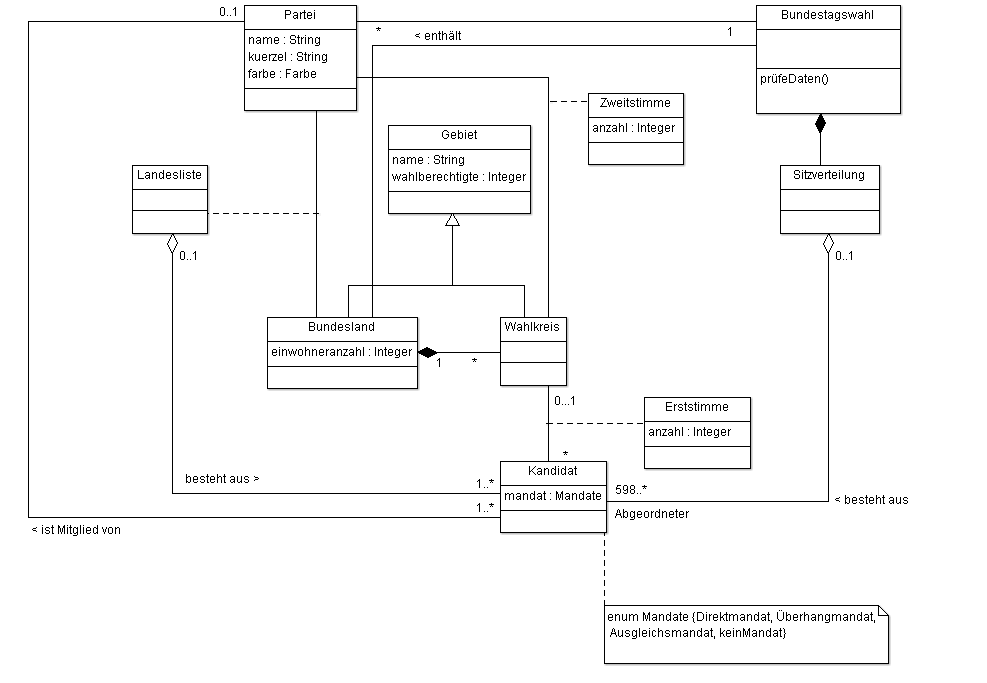 0..1
Partei
name : String
kuerzel : String
farbe : Farbe
*
< enthält
1
Bundestagswahl
prüfeDaten()
Zweitstimme
anzahl : Integer
Gebiet
name : String
wahlberechtigte : Integer
Landesliste
0..1
Sitzverteilung
0..1
Bundesland
einwohneranzahl : Integer
1
*
Wahlkreis
0...1
Erststimme
anzahl : Integer
*
Kandidat
mandat : Mandate
besteht aus >
1..*
1..*
598..*
Abgeordneter
< besteht aus
< ist Mitglied von
enum Mandate {Direktmandat, Überhangmandat,
Ausgleichsmandat, keinMandat}